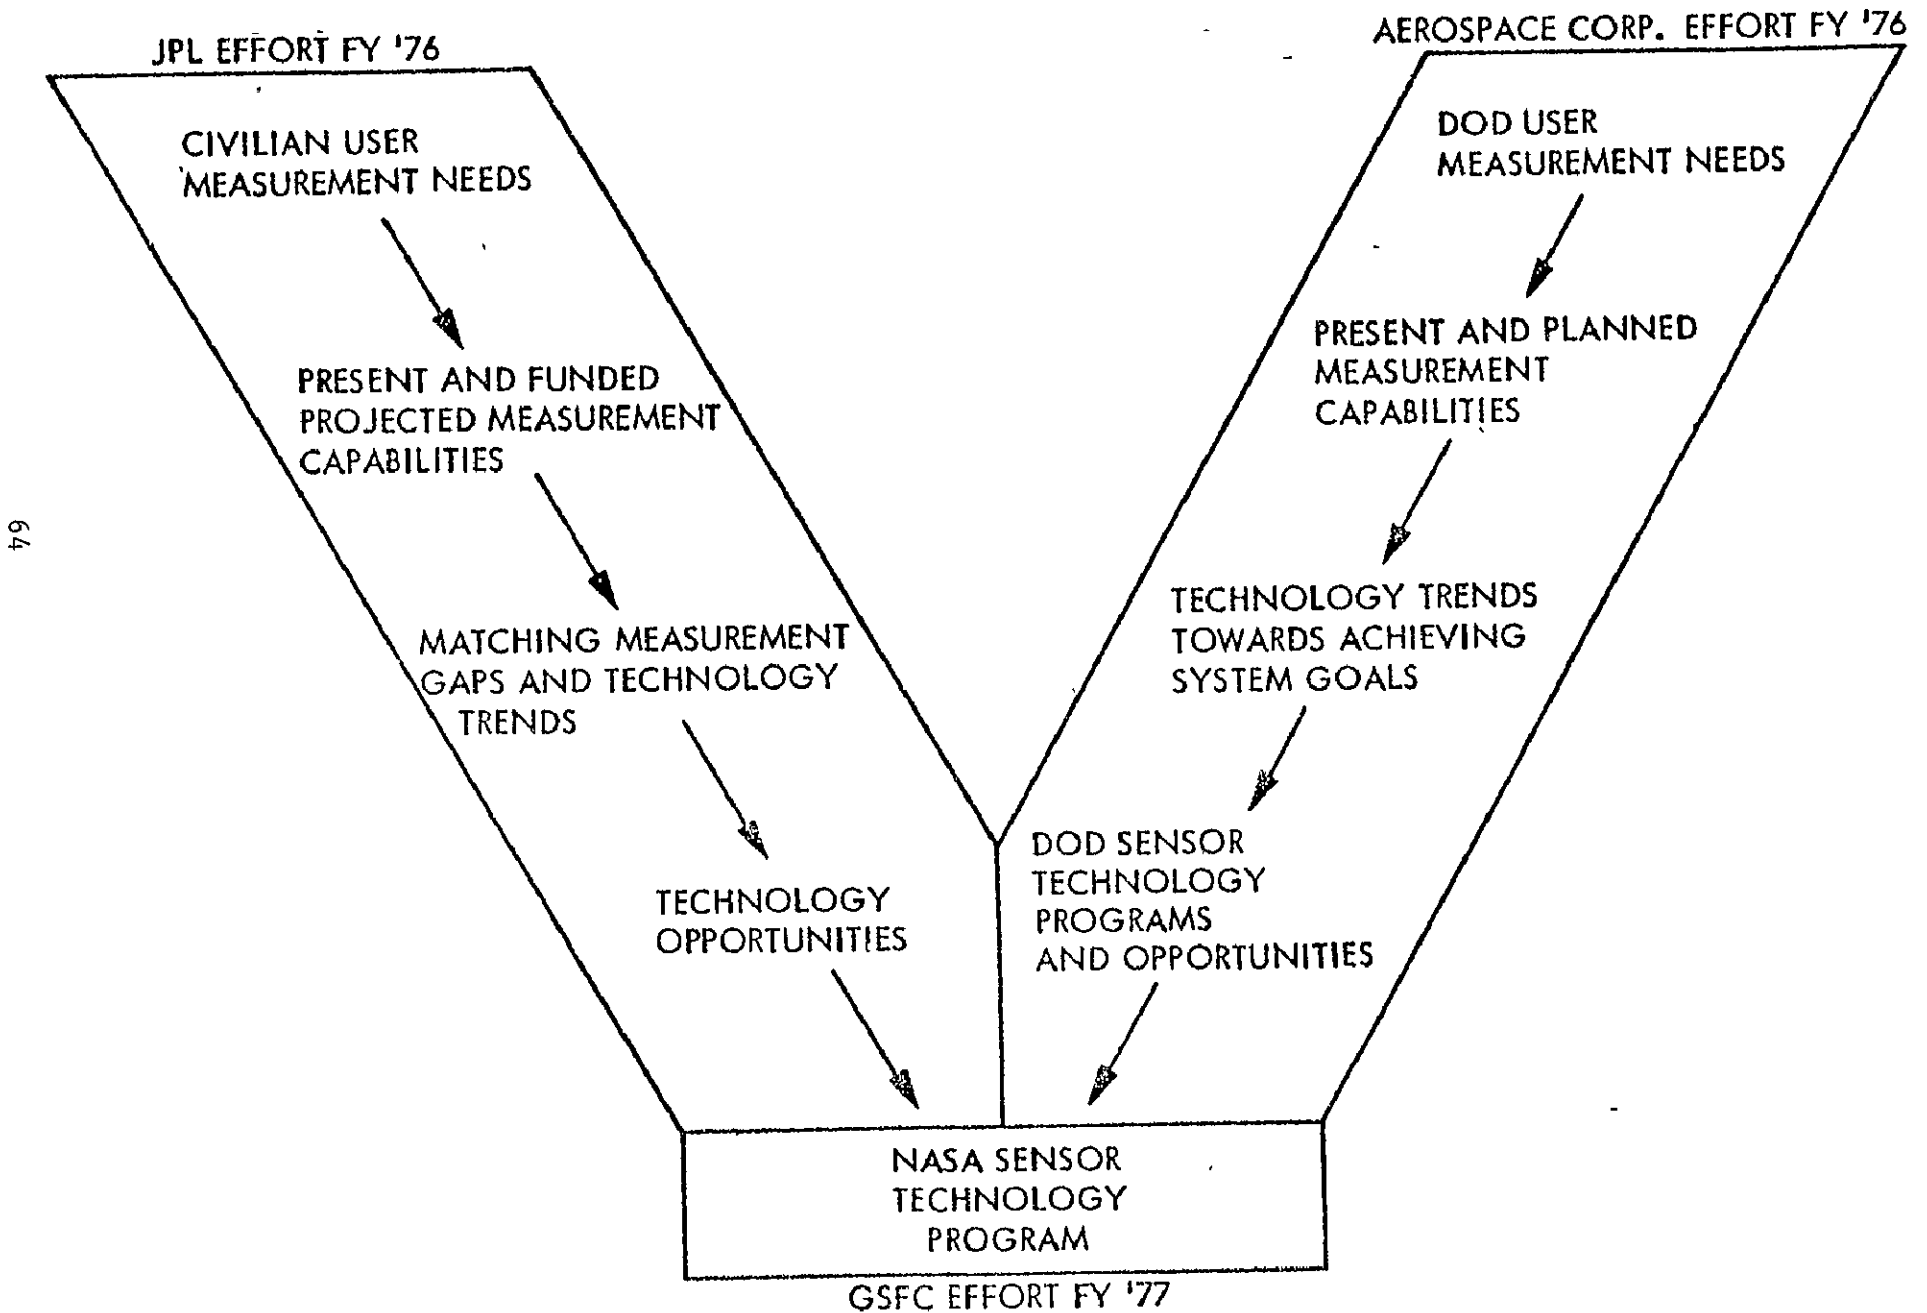 JPL EFFORT FY '76
CIVILIAN USER
MEASUREMENT NEEDS
PRESENT AND FUNDED
PROJECTED MEASUREMENT
CAPABILITIES
MATCHING MEASUREMENT
GAPS AND TECHNOLOGY
TRENDS
TECHNOLOGY
OPPORTUNITIES
AEROSPACE CORP. EFFORT FY '76
DOD USER
MEASUREMENT NEEDS
PRESENT AND PLANNED
MEASUREMENT
CAPABILITIES
TECHNOLOGY TRENDS
TOWARDS ACHIEVING
SYSTEM GOALS
DOD SENSOR
TECHNOLOGY
PROGRAMS
AND OPPORTUNITIES
NASA SENSOR
TECHNOLOGY
PROGRAM
GSFC EFFORT FY '77
64